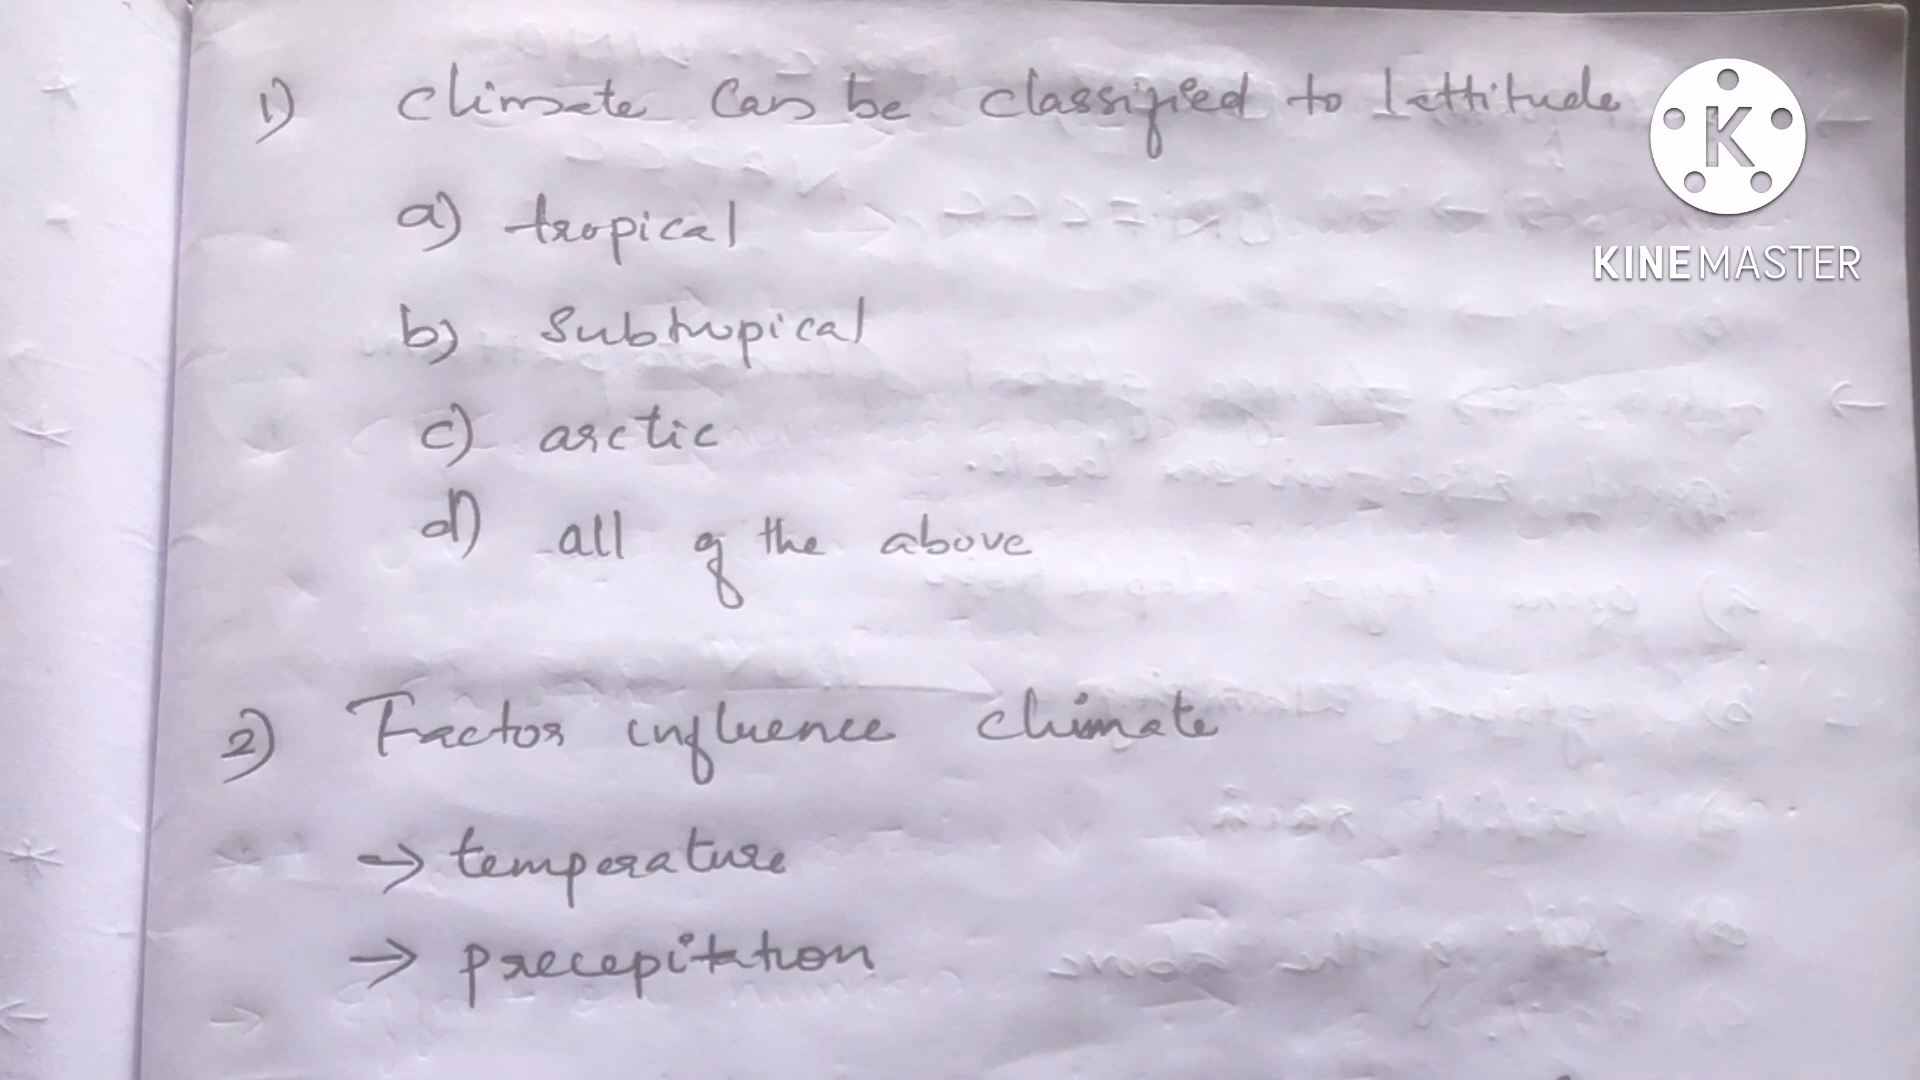 1) climate can be classified to lattitude
a) tropical
b) Subtropical
c) arctic
d) all of the above
2) Factor influence climate
→ temperature
→ precepitation
K
KINEMASTER